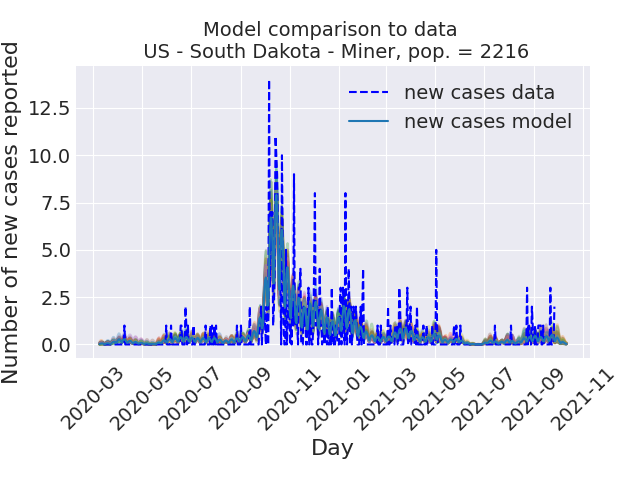 Model comparison to data
US - South Dakota - Miner, pop. = 2216
Number of new cases reported
12.5
10.0
7.5
5.0
2.5
0.0
new cases data
new cases model
2020-03
2020-05
2020-07
2020-09
2020-11
2021-01
2021-03
2021-05
2021-07
2021-09
2021-11
Day